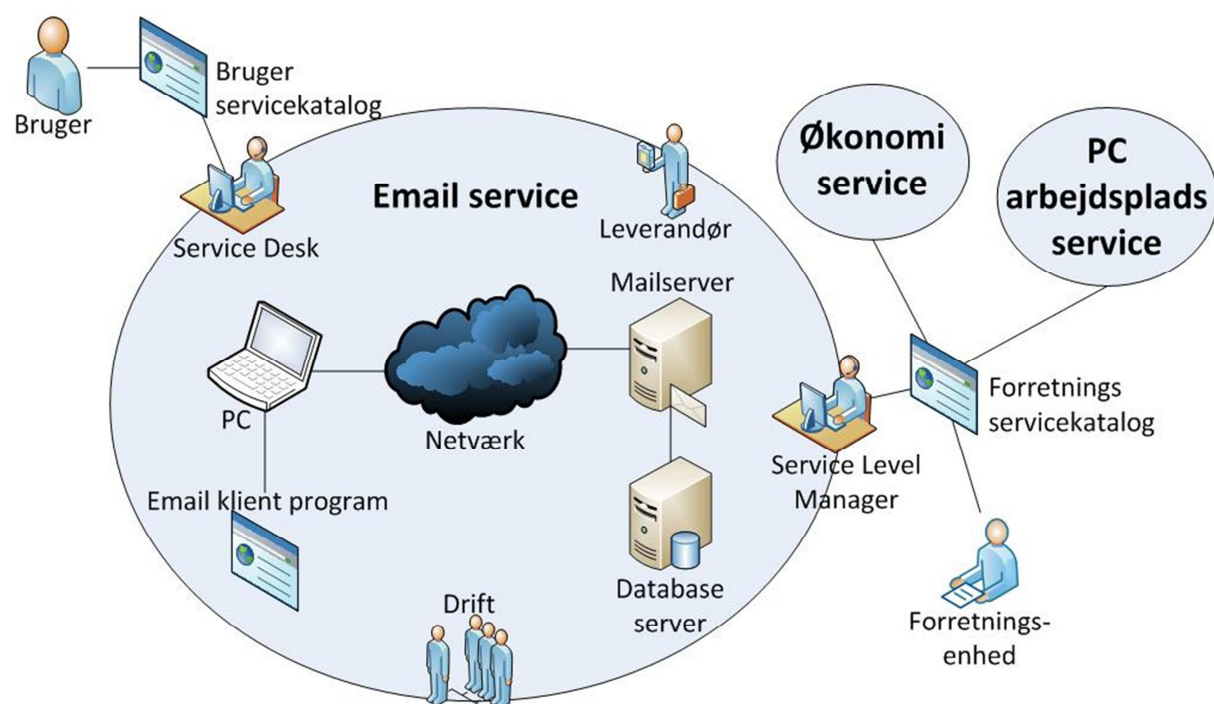 Bruger
Bruger
servicekatalog
Service Desk
Email service
Leverandør
Økonomi
service
PC
arbejdsplads
service
Mailserver
PC
Netværk
Email klient program
Database
server
Drift
Service Level
Manager
Forretnings
servicekatalog
Forretnings-
enhed